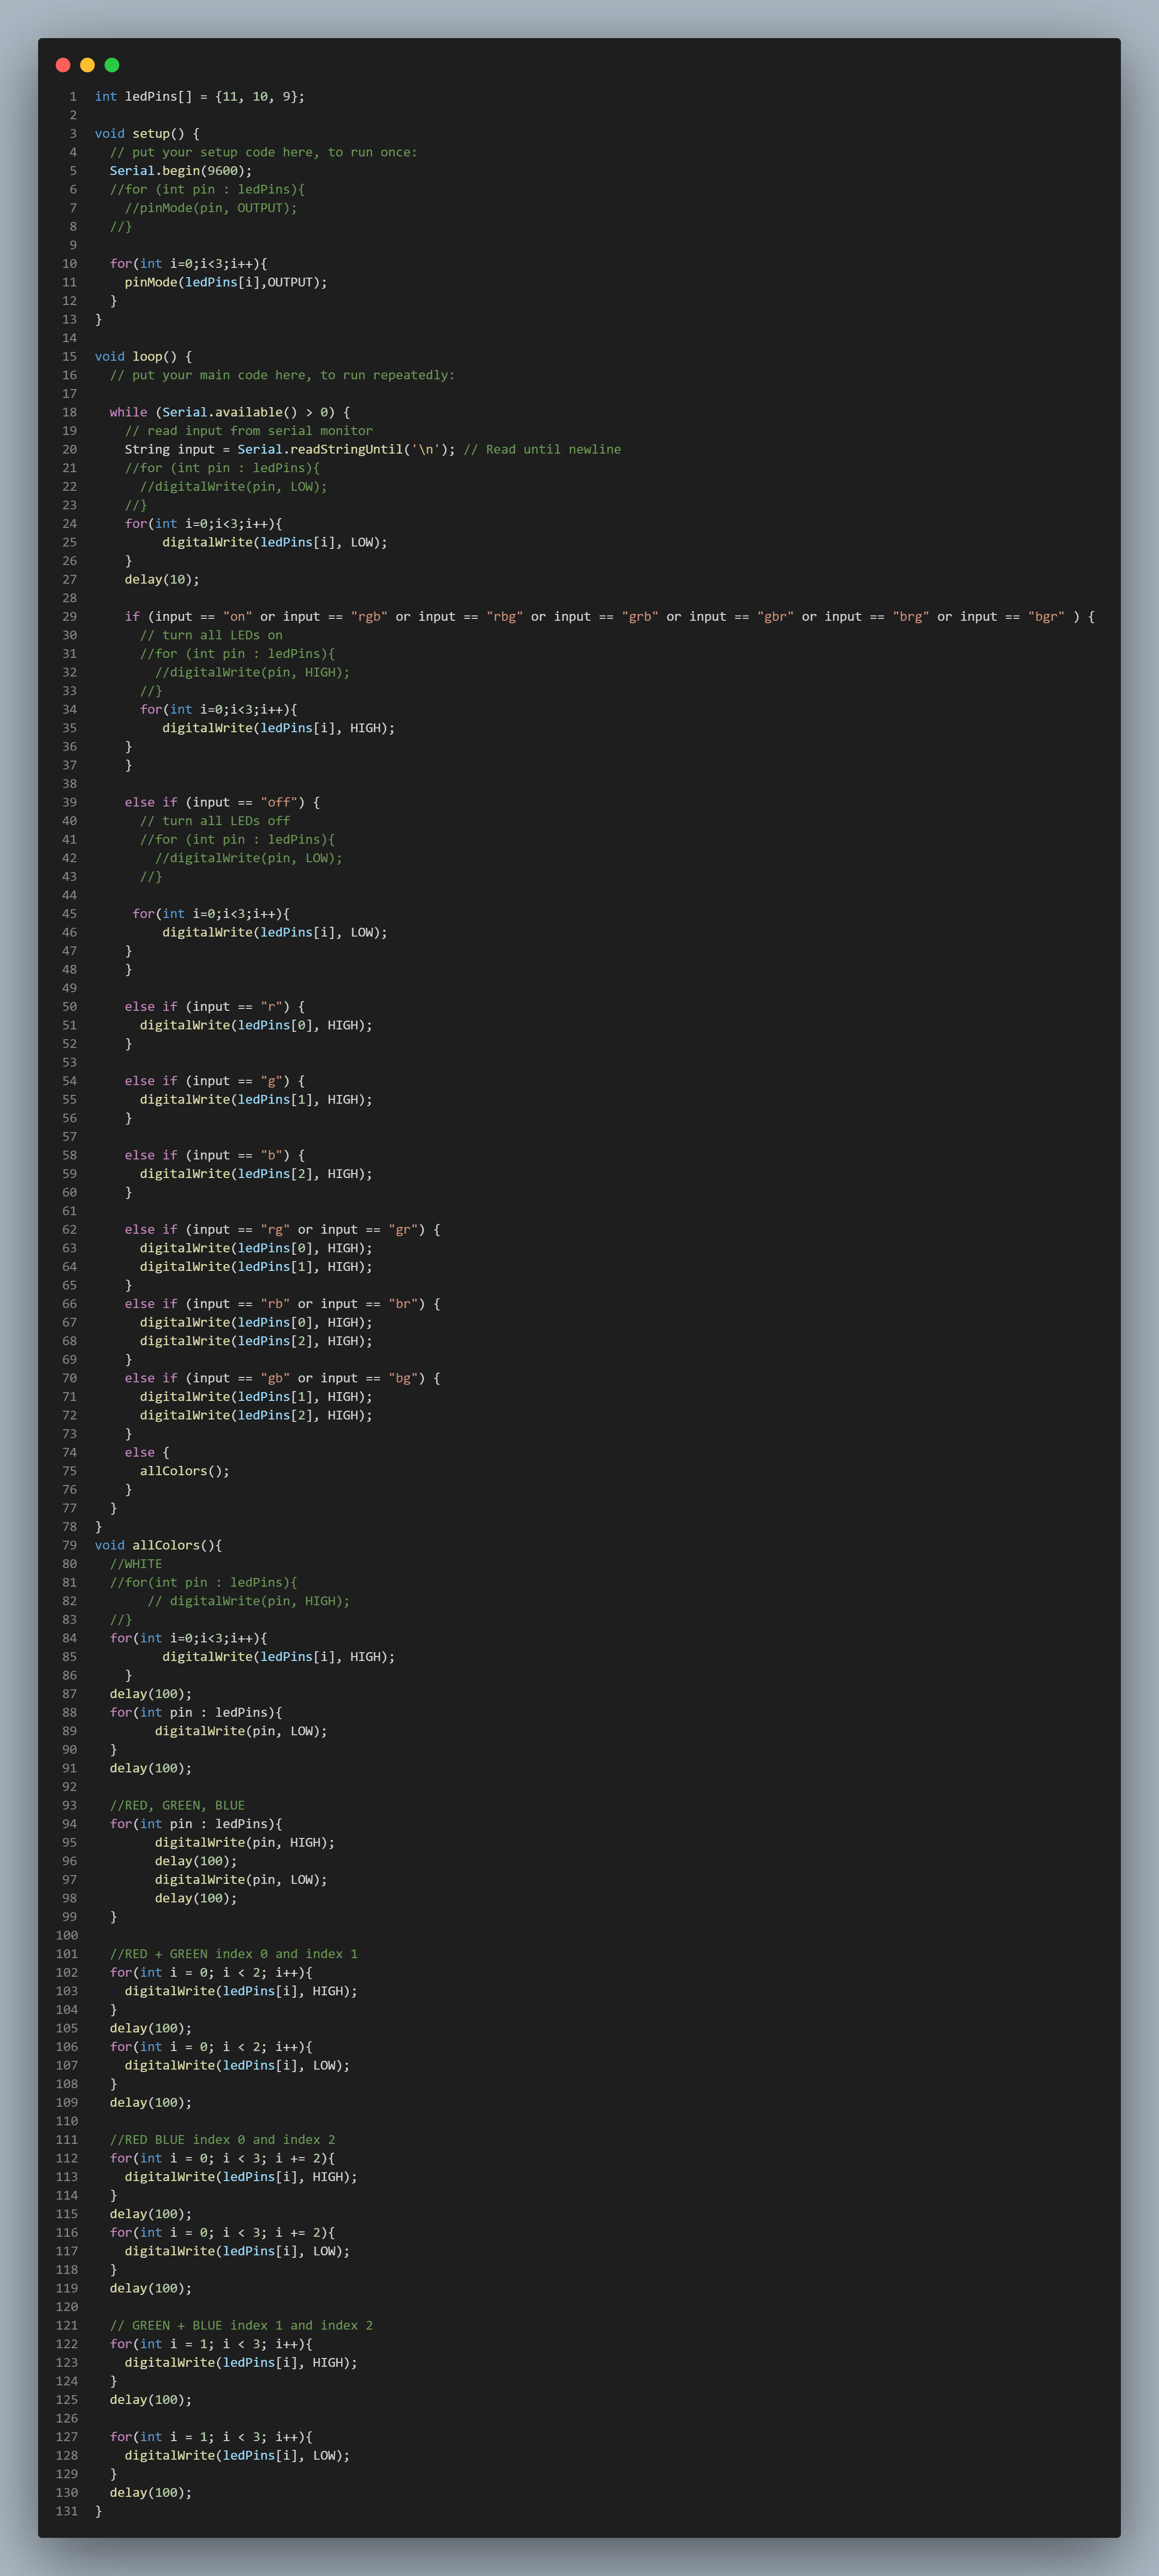 1 int ledPins[] = {11, 10, 9};
2
3 void setup() {
4 // put your setup code here, to run once:
5 Serial.begin(9600);
6 //for (int pin : ledPins){
7 //pinMode(pin, OUTPUT);
8 //}
9
10 for(int i=0;i<3;i++){
11 pinMode(ledPins[i],OUTPUT);
12 }
13 }
14
15 void loop() {
16 // put your main code here, to run repeatedly:
17
18 while (Serial.available() > 0) {
19 // read input from serial monitor
20 String input = Serial.readStringUntil('\n'); // Read until newline
21 //for (int pin : ledPins){
22 //digitalWrite(pin, LOW);
23 //}
24 for(int i=0;i<3;i++){
25 digitalWrite(ledPins[i], LOW);
26 }
27 delay(10);
28
29 if (input == "on" or input == "rgb" or input == "rbg" or input == "grb" or input == "gbr" or input == "brg" or input == "bgr" ) {
30 // turn all LEDs on
31 //for (int pin : ledPins){
32 //digitalWrite(pin, HIGH);
33 //}
34 for(int i=0;i<3;i++){
35 digitalWrite(ledPins[i], HIGH);
36 }
37 }
38
39 else if (input == "off") {
40 // turn all LEDs off
41 //for (int pin : ledPins){
42 //digitalWrite(pin, LOW);
43 //}
44
45 for(int i=0;i<3;i++){
46 digitalWrite(ledPins[i], LOW);
47 }
48 }
49
50 else if (input == "r") {
51 digitalWrite(ledPins[0], HIGH);
52 }
53
54 else if (input == "g") {
55 digitalWrite(ledPins[1], HIGH);
56 }
57
58 else if (input == "b") {
59 digitalWrite(ledPins[2], HIGH);
60 }
61
62 else if (input == "rg" or input == "gr") {
63 digitalWrite(ledPins[0], HIGH);
64 digitalWrite(ledPins[1], HIGH);
65 }
66 else if (input == "rb" or input == "br") {
67 digitalWrite(ledPins[0], HIGH);
68 digitalWrite(ledPins[2], HIGH);
69 }
70 else if (input == "gb" or input == "bg") {
71 digitalWrite(ledPins[1], HIGH);
72 digitalWrite(ledPins[2], HIGH);
73 }
74 else {
75 allColors();
76 }
77 }
78 }
79 void allColors(){
80 //WHITE
81 //for(int pin : ledPins){
82 // digitalWrite(pin, HIGH);
83 //}
84 for(int i=0;i<3;i++){
85 digitalWrite(ledPins[i], HIGH);
86 }
87 delay(100);
88 for(int pin : ledPins){
89 digitalWrite(pin, LOW);
90 }
91 delay(100);
92
93 //RED, GREEN, BLUE
94 for(int pin : ledPins){
95 digitalWrite(pin, HIGH);
96 delay(100);
97 digitalWrite(pin, LOW);
98 delay(100);
99 }
100
101 //RED + GREEN index 0 and index 1
102 for(int i = 0; i < 2; i++){
103 digitalWrite(ledPins[i], HIGH);
104 }
105 delay(100);
106 for(int i = 0; i < 2; i++){
107 digitalWrite(ledPins[i], LOW);
108 }
109 delay(100);
110
111 //RED BLUE index 0 and index 2
112 for(int i = 0; i < 3; i += 2){
113 digitalWrite(ledPins[i], HIGH);
114 }
115 delay(100);
116 for(int i = 0; i < 3; i += 2){
117 digitalWrite(ledPins[i], LOW);
118 }
119 delay(100);
120
121 // GREEN + BLUE index 1 and index 2
122 for(int i = 1; i < 3; i++){
123 digitalWrite(ledPins[i], HIGH);
124 }
125 delay(100);
126
127 for(int i = 1; i < 3; i++){
128 digitalWrite(ledPins[i], LOW);
129 }
130 delay(100);
131 }